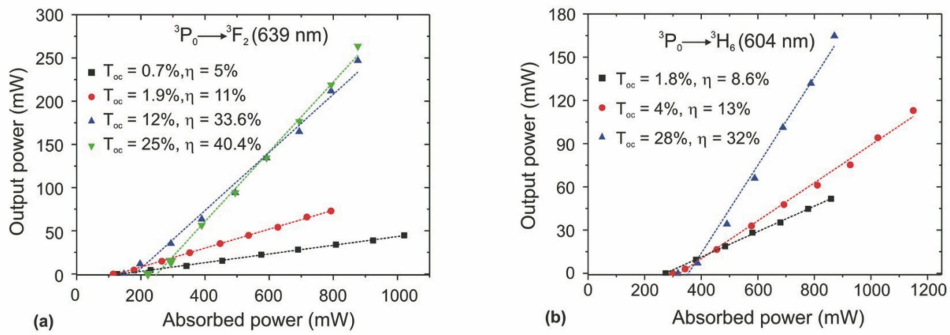 ³P₀→³F₂ (639 nm)
T_oc = 0.7%, η = 5%
T_oc = 1.9%, η = 11%
T_oc = 12%, η = 33.6%
T_oc = 25%, η = 40.4%
Output power (mW)
300
250
200
150
100
50
0
0 200 400 600 800 1000
Absorbed power (mW)
(a)
³P₀→³H₆ (604 nm)
T_oc = 1.8%, η = 8.6%
T_oc = 4%, η = 13%
T_oc = 28%, η = 32%
Output power (mW)
180
150
120
90
60
30
0
0 200 400 600 800 1000 1200
Absorbed power (mW)
(b)